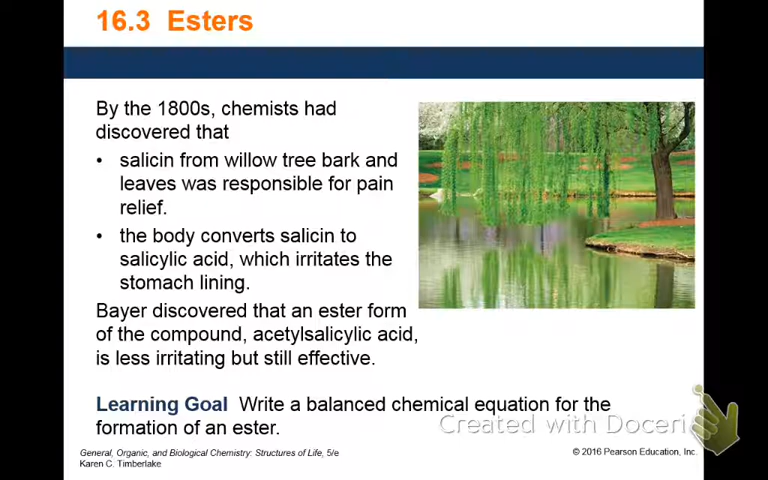 16.3 Esters
By the 1800s, chemists had
discovered that
• salicin from willow tree bark and
leaves was responsible for pain
relief.
• the body converts salicin to
salicylic acid, which irritates the
stomach lining.
Bayer discovered that an ester form
of the compound, acetylsalicylic acid,
is less irritating but still effective.
Learning Goal Write a balanced chemical equation for the
formation of an ester.
Created with Doceri
General, Organic, and Biological Chemistry: Structures of Life, 5/e
Karen C. Timberlake
© 2016 Pearson Education, Inc.